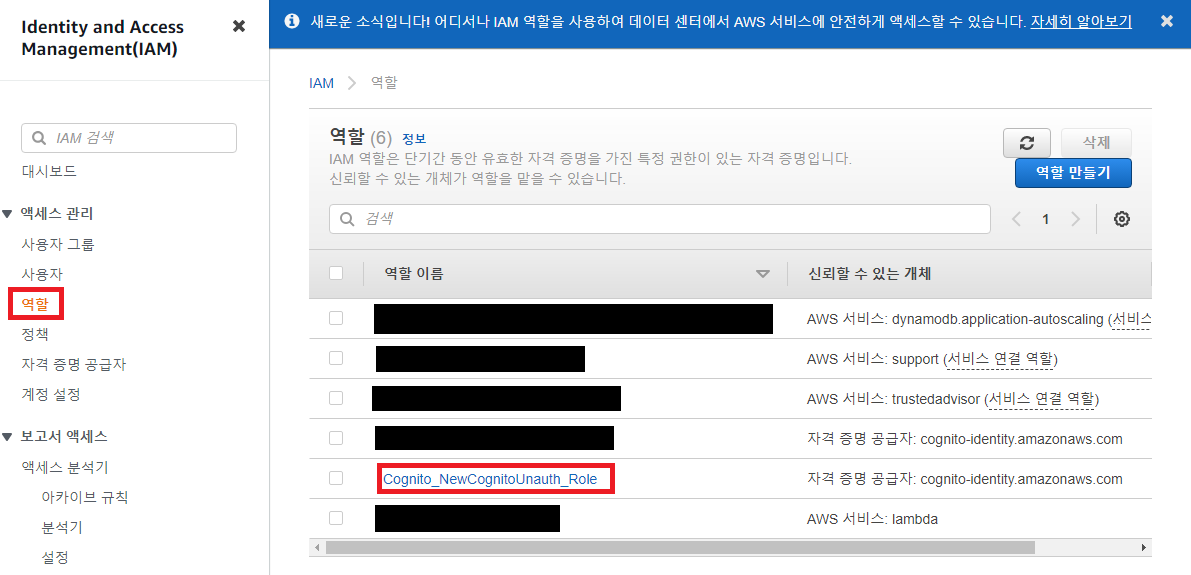 Identity and Access
Management(IAM)
IAM 검색
대시보드
액세스 관리
사용자 그룹
사용자
역할
정책
자격 증명 공급자
계정 설정
보고서 액세스
액세스 분석기
아카이브 규칙
분석기
설정
새로운 소식입니다! 어디서나 IAM 역할을 사용하여 데이터 센터에서 AWS 서비스에 안전하게 액세스할 수 있습니다. 자세히 알아보기
IAM 역할
역할 (6) 정보
IAM 역할은 단기간 동안 유효한 자격 증명을 가진 특정 권한이 있는 자격 증명입니다.
신뢰할 수 있는 개체가 역할을 맡을 수 있습니다.
삭제
역할 만들기
검색
1
역할 이름 신뢰할 수 있는 개체
AWS 서비스: dynamodb.application-autoscaling (서비스
AWS 서비스: support (서비스 연결 역할)
AWS 서비스: trustedadvisor (서비스 연결 역할)
자격 증명 공급자: cognito-identity.amazonaws.com
Cognito_NewCognitoUnauth_Role 자격 증명 공급자: cognito-identity.amazonaws.com
AWS 서비스: lambda